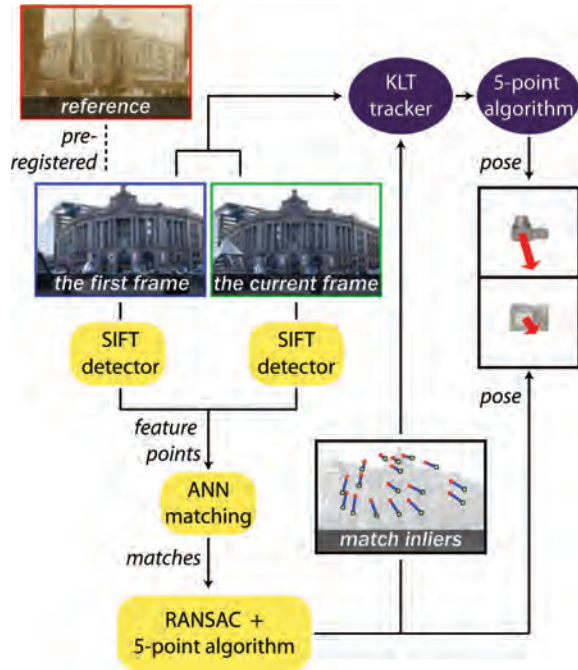 reference
KLT
tracker
5-point
algorithm
pre-
registered
pose
the first frame
the current frame
SIFT
detector
SIFT
detector
pose
feature
points
ANN
matching
match inliers
matches
RANSAC +
5-point algorithm